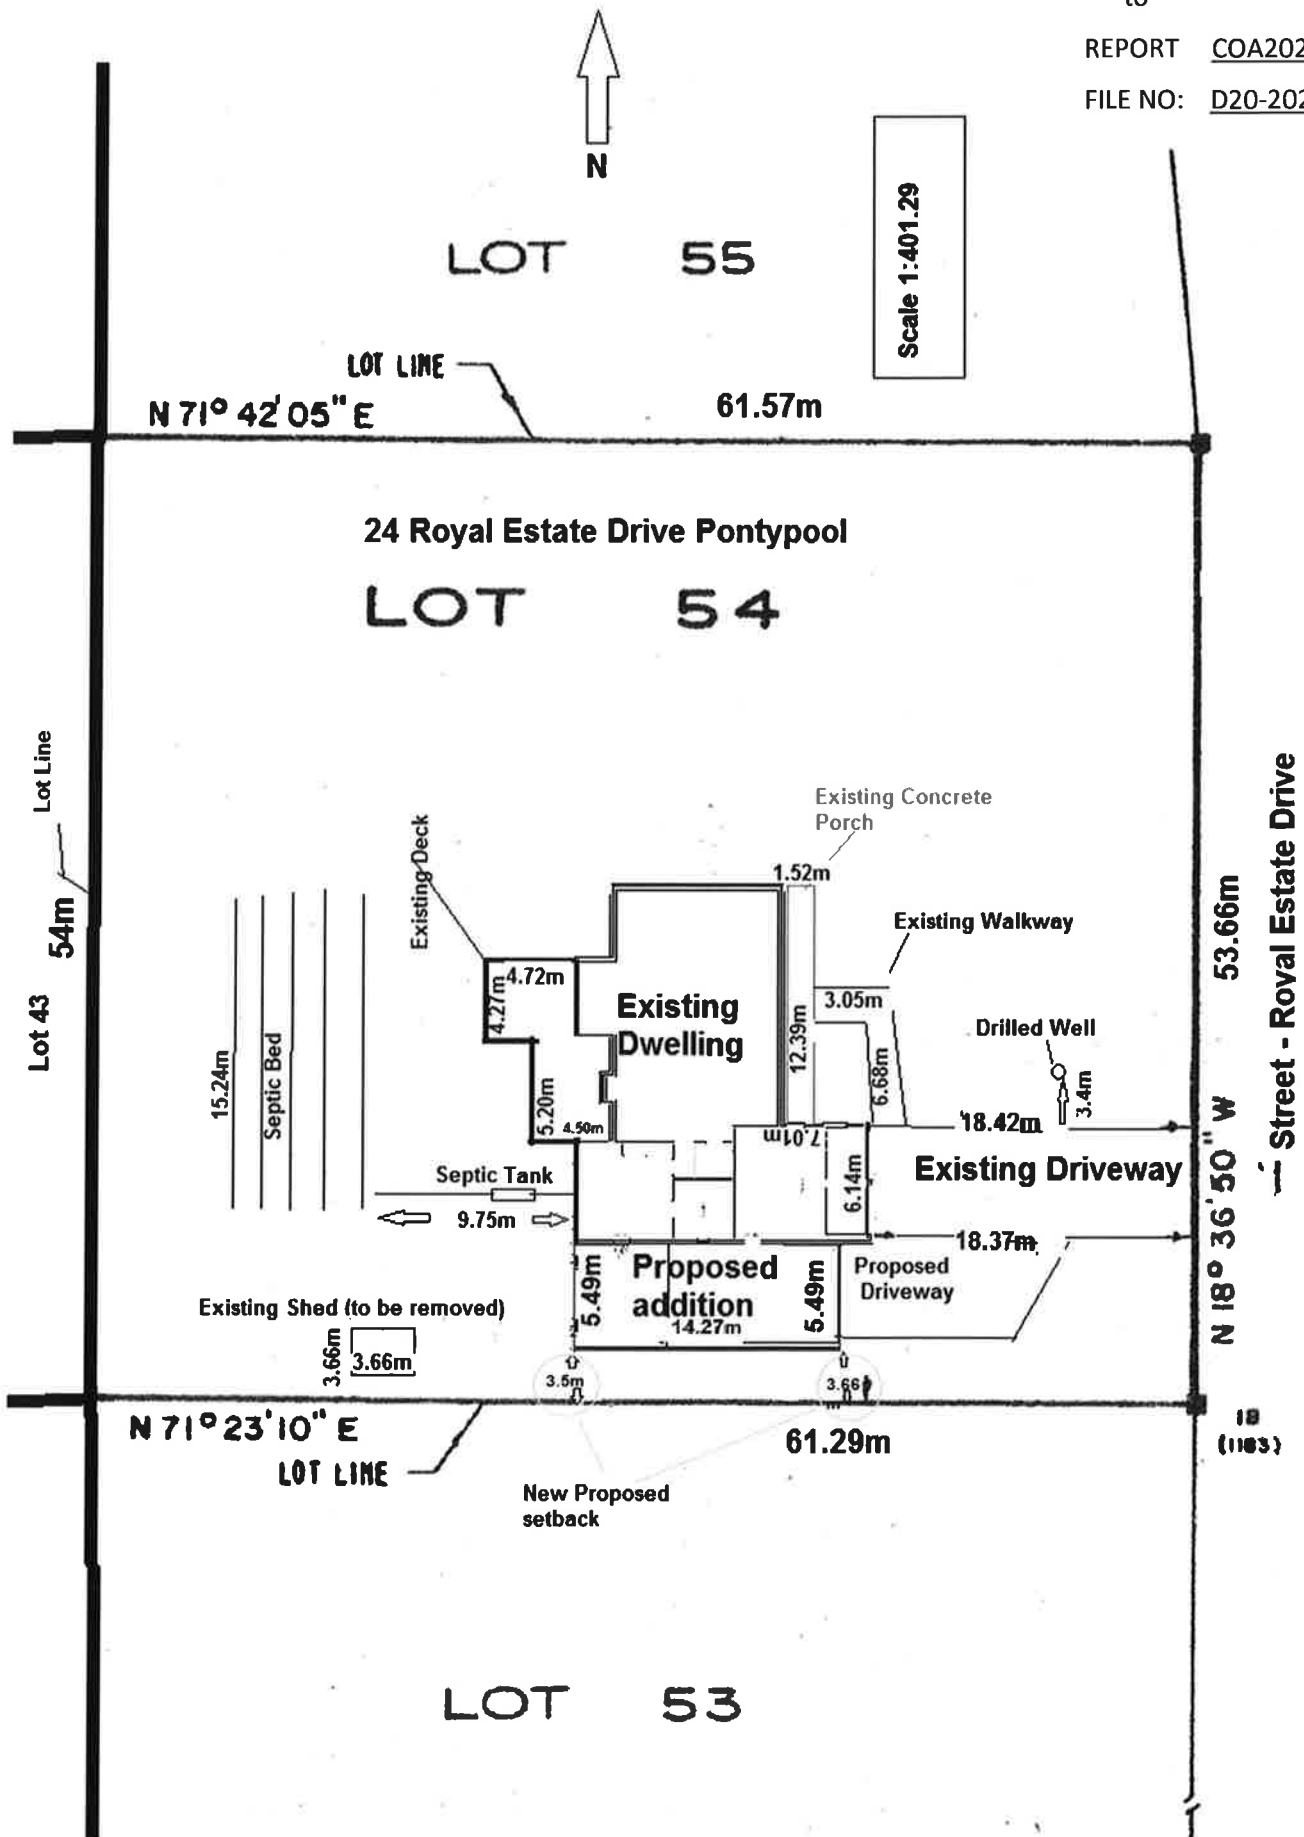 to
REPORT COA202
FILE NO: D20-202
N
LOT 55
Scale 1:401.29
LOT LINE
N 71° 42' 05" E
61.57m
24 Royal Estate Drive Pontypool
LOT 54
Lot Line
54m
Lot 43
Existing Concrete
Porch
1.52m
Existing Deck
Existing Walkway
4.72m
4.27m
Existing
Dwelling
3.05m
12.39m
6.68m
Drilled Well
3.4m
53.66m
Street - Royal Estate Drive
15.24m
Septic Bed
5.20m
4.50m
7.01m
18.42m
Septic Tank
9.75m
6.14m
Existing Driveway
18.37m
N 18° 36' 50" W
Proposed
addition
5.49m
14.27m
5.49m
Proposed
Driveway
Existing Shed (to be removed)
3.66m
3.66m
3.5m
3.66
m
N 71° 23' 10" E
61.29m
LOT LINE
IB
(1183)
New Proposed
setback
LOT 53